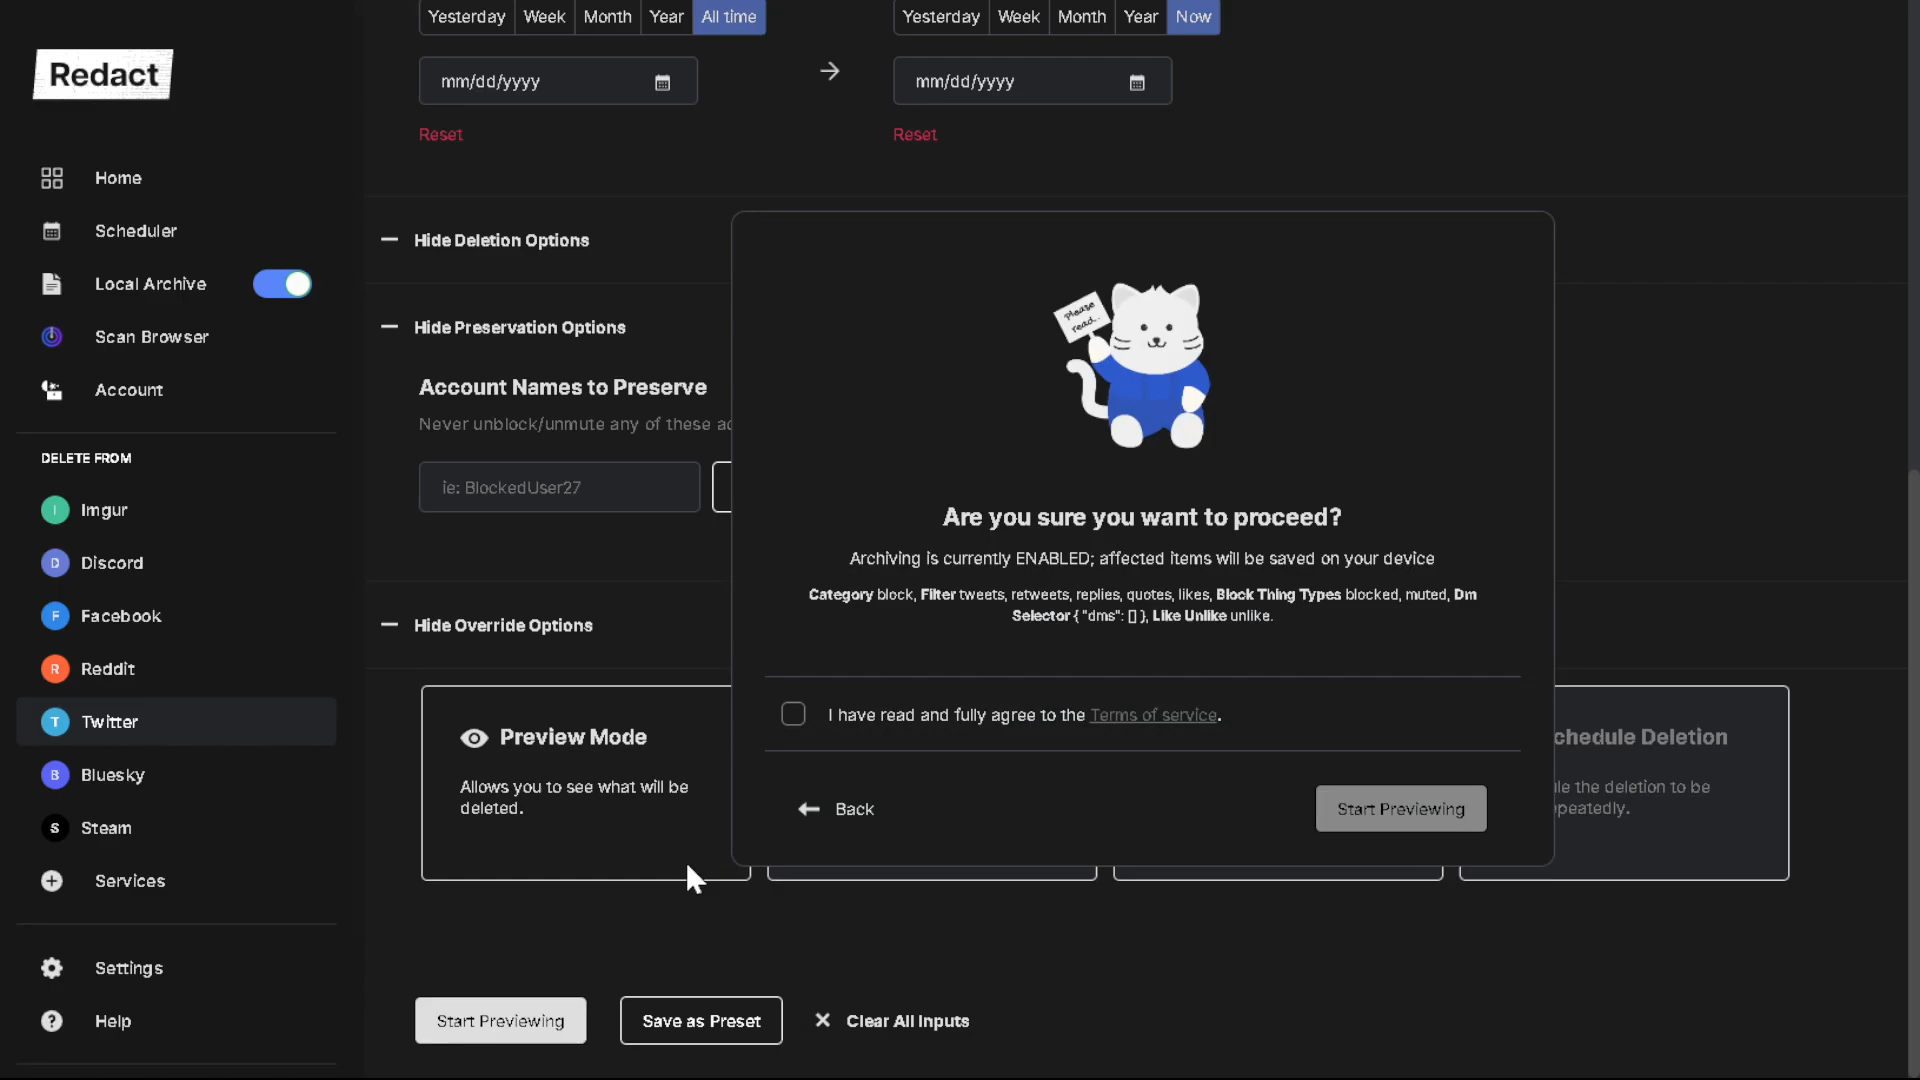 Redact
Home
Scheduler
Local Archive
Scan Browser
Account
DELETE FROM
I Imgur
D Discord
F Facebook
R Reddit
T Twitter
B Bluesky
S Steam
Services
Settings
Help
Yesterday Week Month Year All time
Yesterday Week Month Year Now
mm/dd/yyyy
mm/dd/yyyy
Reset
Reset
Hide Deletion Options
Hide Preservation Options
Account Names to Preserve
Never unblock/unmute any of these
ie: BlockedUser27
Hide Override Options
Preview Mode
Allows you to see what will be
deleted.
please
read..
Are you sure you want to proceed?
Archiving is currently ENABLED; affected items will be saved on your device
Category block, Filter tweets, retweets, replies, quotes, likes, Block Thing Types blocked, muted, Dm
Selector { "dms": [] }, Like Unlike unlike.
I have read and fully agree to the Terms of service.
Back
Start Previewing
chedule Deletion
le the deletion to be
peatedly.
Start Previewing
Save as Preset
Clear All Inputs